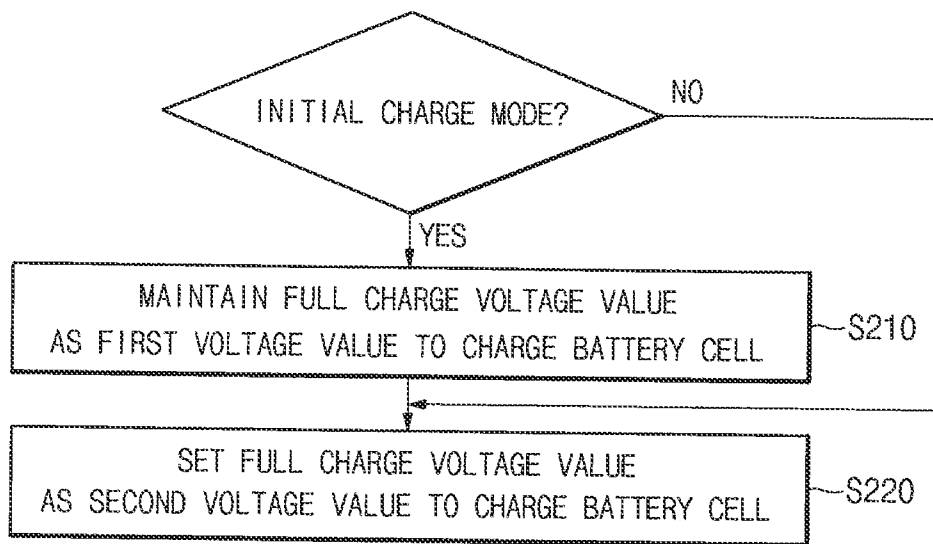 INITIAL CHARGE MODE?
NO
YES
MAINTAIN FULL CHARGE VOLTAGE VALUE
AS FIRST VOLTAGE VALUE TO CHARGE BATTERY CELL
S210
SET FULL CHARGE VOLTAGE VALUE
AS SECOND VOLTAGE VALUE TO CHARGE BATTERY CELL
S220